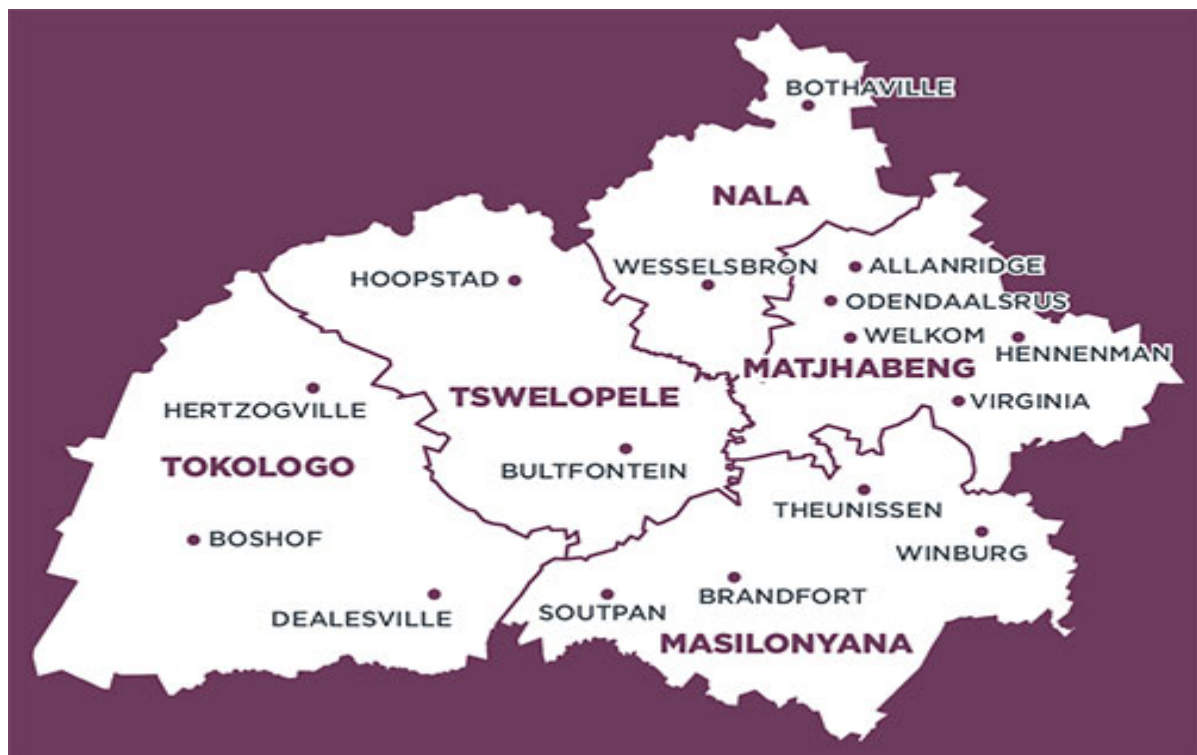 BOTHAVILLE
NALA
WESSELSBRON
ALLANRIDGE
HOOPSTAD
ODENDAALSRUS
WELKOM
HENNENMAN
MATJHABENG
HERTZOGVILLE
TSWELOPELE
VIRGINIA
TOKOLOGO
BULTFONTEIN
THEUNISSEN
BOSHOF
WINBURG
BRANDFORT
SOUTPAN
DEALESVILLE
MASILONYANA